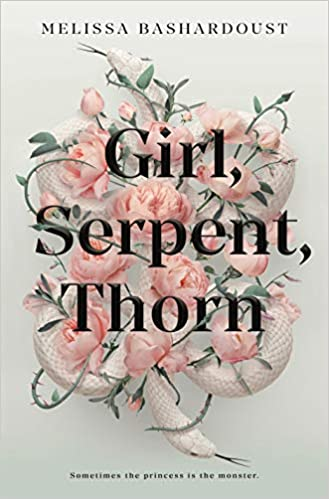 MELISSA BASHARDOUST
Girl,
Serpent,
Thorn
Sometimes the princess is the monster.